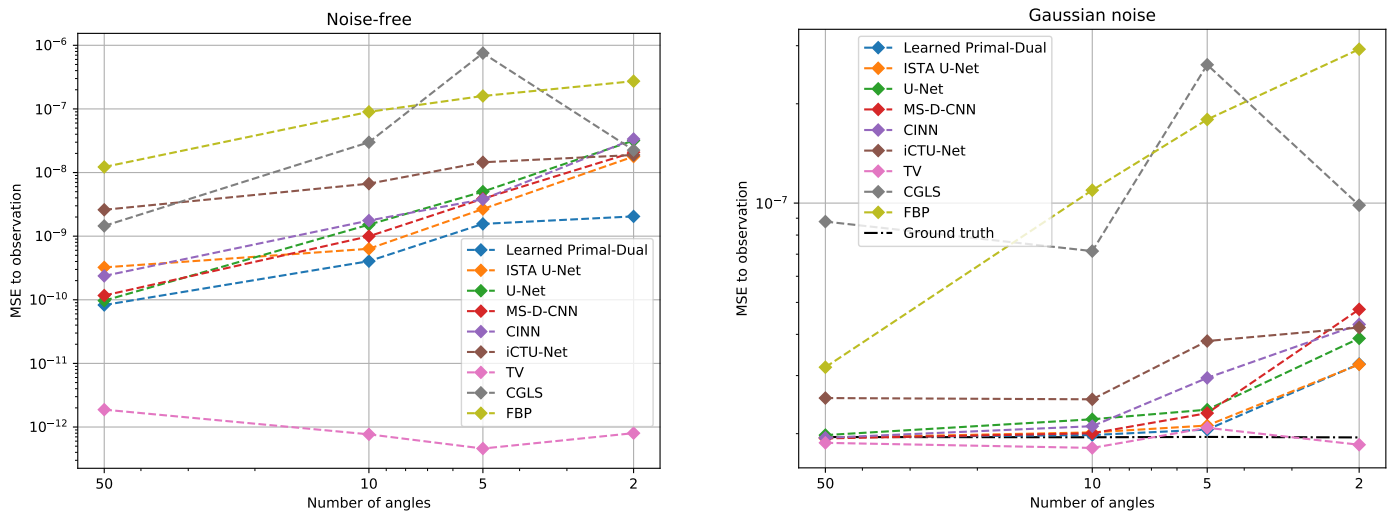 Noise-free
MSE to observation
10⁻⁶
10⁻⁷
10⁻⁸
10⁻⁹
10⁻¹⁰
10⁻¹¹
10⁻¹²
Learned Primal-Dual
ISTA U-Net
U-Net
MS-D-CNN
CINN
iCTU-Net
TV
CGLS
FBP
50
10
5
2
Number of angles
Gaussian noise
MSE to observation
10⁻⁷
Learned Primal-Dual
ISTA U-Net
U-Net
MS-D-CNN
CINN
iCTU-Net
TV
CGLS
FBP
Ground truth
50
10
5
2
Number of angles